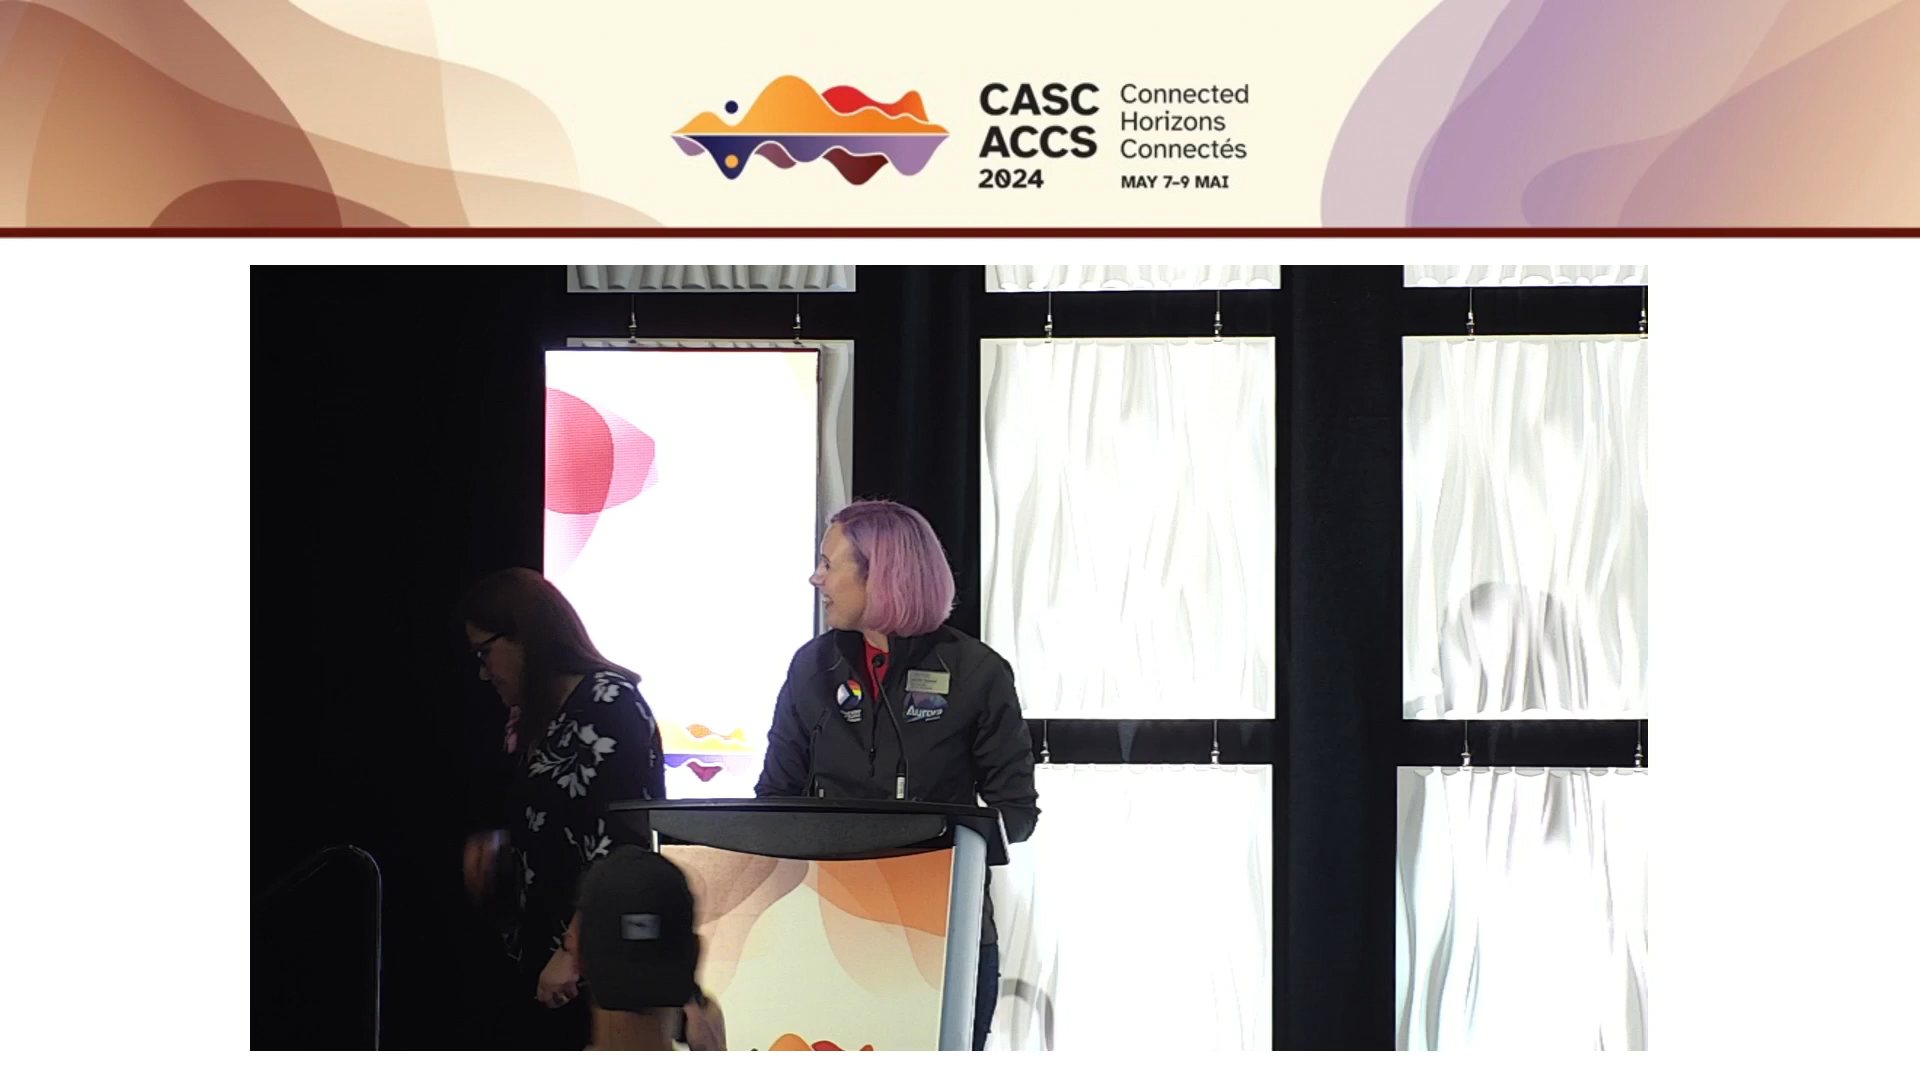 CASC
ACCS
2024
Connected
Horizons
Connectés
MAY 7–9 MAI
Aurora